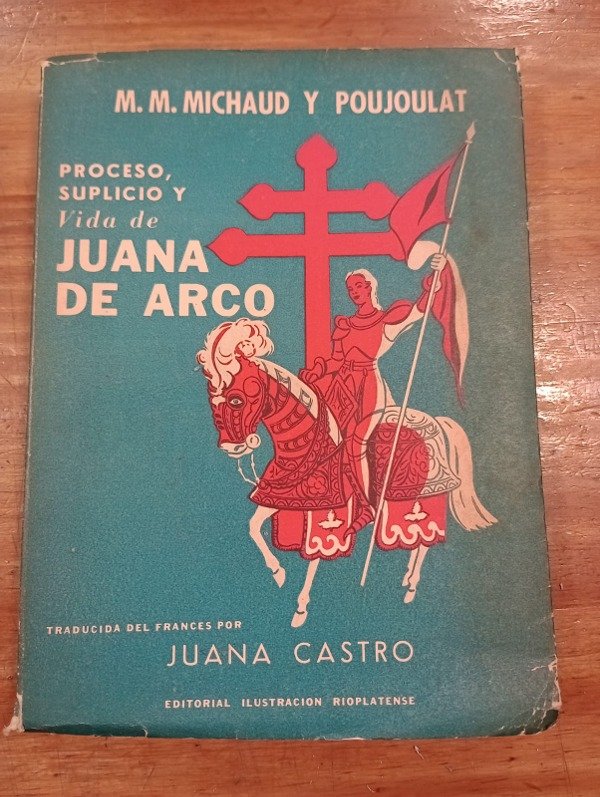 M. M. MICHAUD Y POUJOULAT
PROCESO,
SUPLICIO Y
Vida de
JUANA
DE ARCO
TRADUCIDA DEL FRANCES POR
JUANA CASTRO
EDITORIAL ILUSTRACION RIOPLATENSE